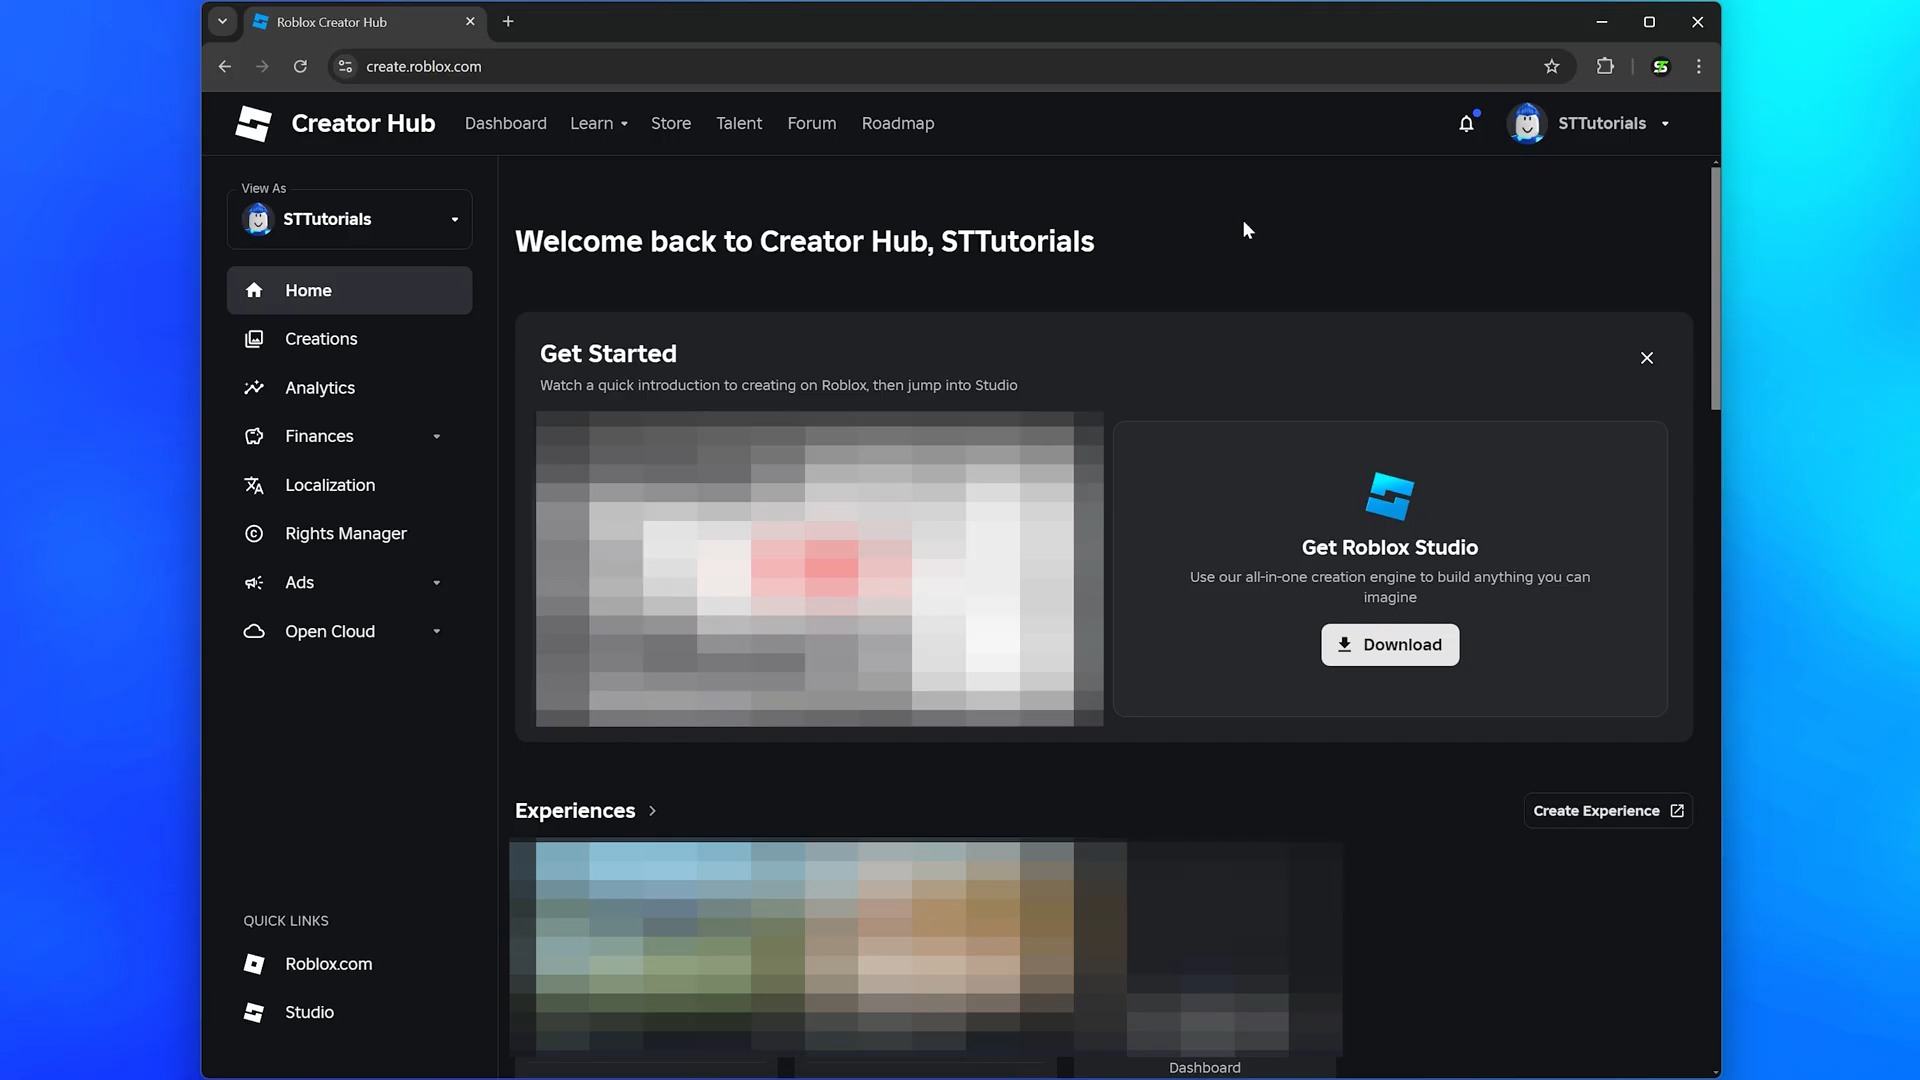 Roblox Creator Hub
create.roblox.com
Creator Hub
Dashboard
Learn
Store
Talent
Forum
Roadmap
STTutorials
View As
STTutorials
Home
Creations
Analytics
Finances
Localization
Rights Manager
Ads
Open Cloud
QUICK LINKS
Roblox.com
Studio
Welcome back to Creator Hub, STTutorials
Get Started
Watch a quick introduction to creating on Roblox, then jump into Studio
Get Roblox Studio
Use our all-in-one creation engine to build anything you can
imagine
Download
Experiences
Create Experience
Dashboard